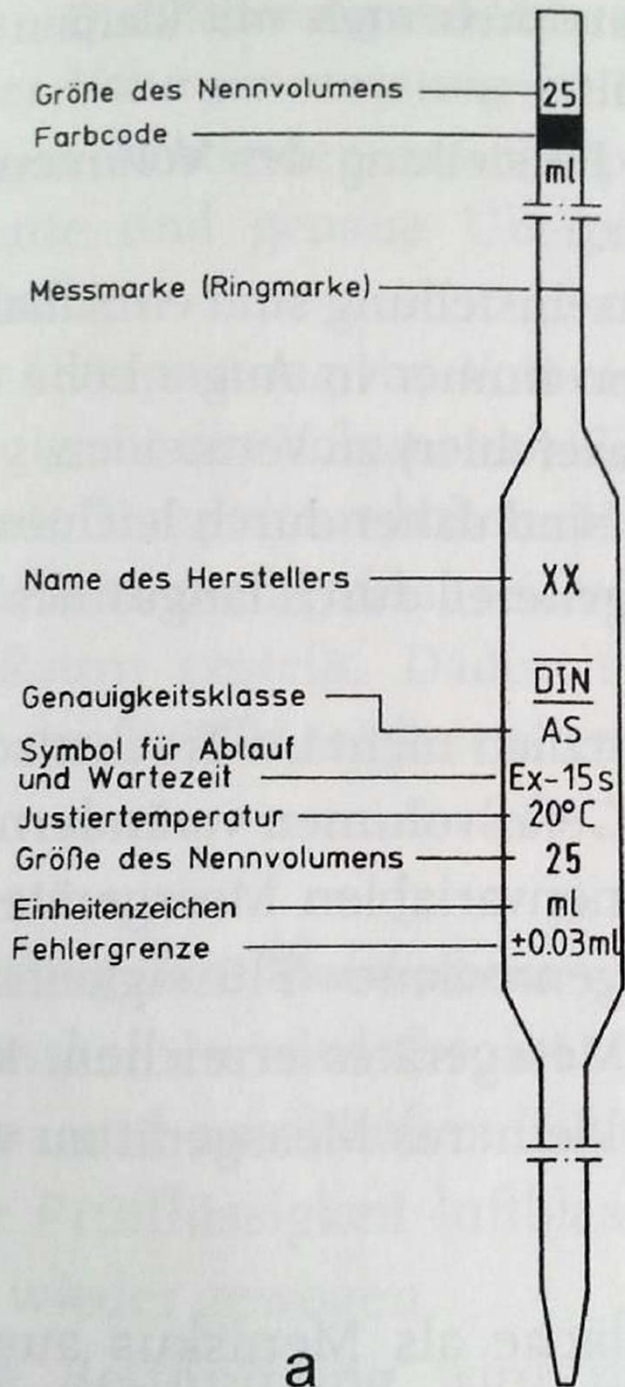 Größe des Nennvolumens 25
Farbcode
ml
Messmarke (Ringmarke)
Name des Herstellers XX
DIN
Genauigkeitsklasse AS
Symbol für Ablauf
und Wartezeit Ex-15s
Justiertemperatur 20°C
Größe des Nennvolumens 25
Einheitenzeichen ml
Fehlergrenze ±0.03ml
a